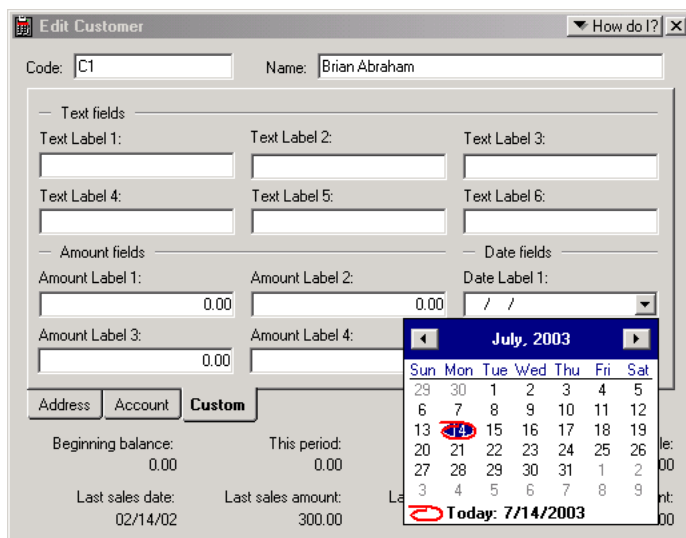 Edit Customer How do I?
Code: C1 Name: Brian Abraham
Text fields
Text Label 1: Text Label 2: Text Label 3:
Text Label 4: Text Label 5: Text Label 6:
Amount fields Date fields
Amount Label 1: Amount Label 2: Date Label 1:
0.00 0.00 / /
Amount Label 3: Amount Label 4:
0.00
July, 2003
Sun Mon Tue Wed Thu Fri Sat
29 30 1 2 3 4 5
6 7 8 9 10 11 12
13 14 15 16 17 18 19
20 21 22 23 24 25 26
27 28 29 30 31 1 2
3 4 5 6 7 8 9
Today: 7/14/2003
Address Account Custom
Beginning balance: This period: le:
0.00 0.00 00
Last sales date: Last sales amount: La nt:
02/14/02 300.00 00